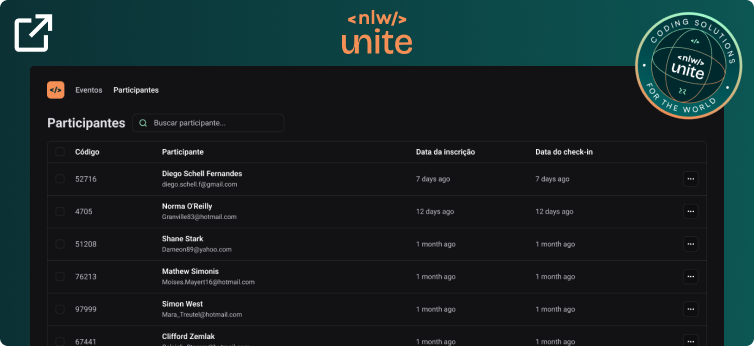 <nlw/>
unite
CODING SOLUTIONS
<nlw/>
unite
FOR THE WORLD
</> Eventos Participantes
Participantes Buscar participante...
Código Participante Data da inscrição Data do check-in
52716 Diego Schell Fernandes 7 days ago 7 days ago
diego.schell.f@gmail.com
4705 Norma O'Reilly 12 days ago 12 days ago
Granville83@hotmail.com
51208 Shane Stark 1 month ago 1 month ago
Dameon89@yahoo.com
76213 Mathew Simonis 1 month ago 1 month ago
Moises.Mayert16@hotmail.com
97999 Simon West 1 month ago 1 month ago
Mara_Treutel@hotmail.com
67441 Clifford Zemlak 1 month ago 1 month ago